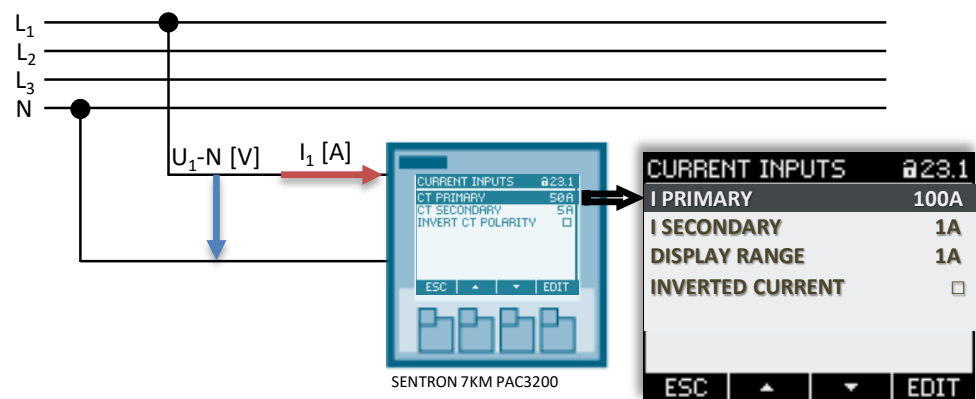 L1
L2
L3
N
U1-N [V]
I1 [A]
CURRENT INPUTS 23.1
CT PRIMARY 50A
CT SECONDARY 5A
INVERT CT POLARITY □
ESC ▲ ▼ EDIT
SENTRON 7KM PAC3200
CURRENT INPUTS 23.1
I PRIMARY 100A
I SECONDARY 1A
DISPLAY RANGE 1A
INVERTED CURRENT □
ESC ▲ ▼ EDIT